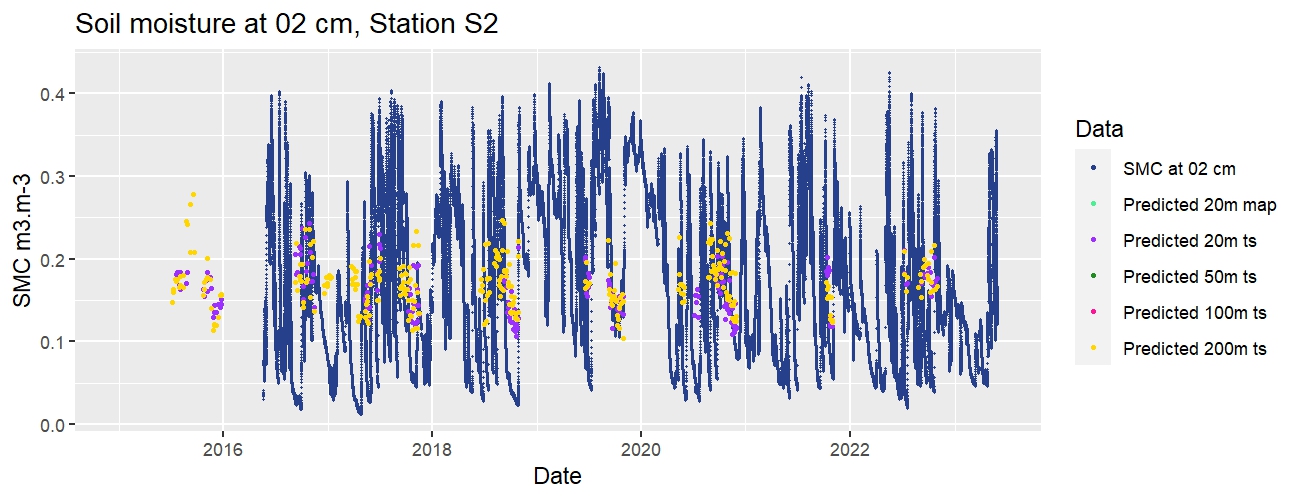 Soil moisture at 02 cm, Station S2
SMC m3.m-3
0.4
0.3
0.2
0.1
0.0
2016
2018
2020
2022
Date
Data
SMC at 02 cm
Predicted 20m map
Predicted 20m ts
Predicted 50m ts
Predicted 100m ts
Predicted 200m ts